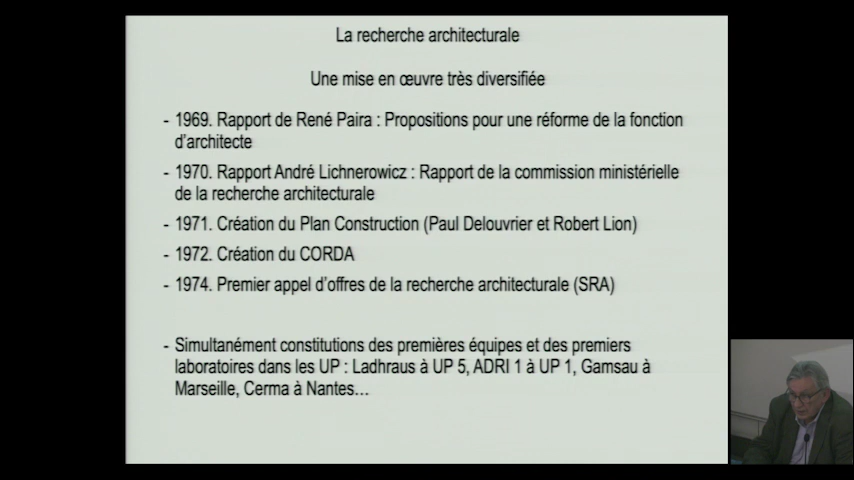 La recherche architecturale
Une mise en œuvre très diversifiée
- 1969. Rapport de René Paira : Propositions pour une réforme de la fonction
d'architecte
- 1970. Rapport André Lichnerowicz : Rapport de la commission ministérielle
de la recherche architecturale
- 1971. Création du Plan Construction (Paul Delouvrier et Robert Lion)
- 1972. Création du CORDA
- 1974. Premier appel d'offres de la recherche architecturale (SRA)
- Simultanément constitutions des premières équipes et des premiers
laboratoires dans les UP : Ladhraus à UP 5, ADRI 1 à UP 1, Gamsau à
Marseille, Cerma à Nantes...